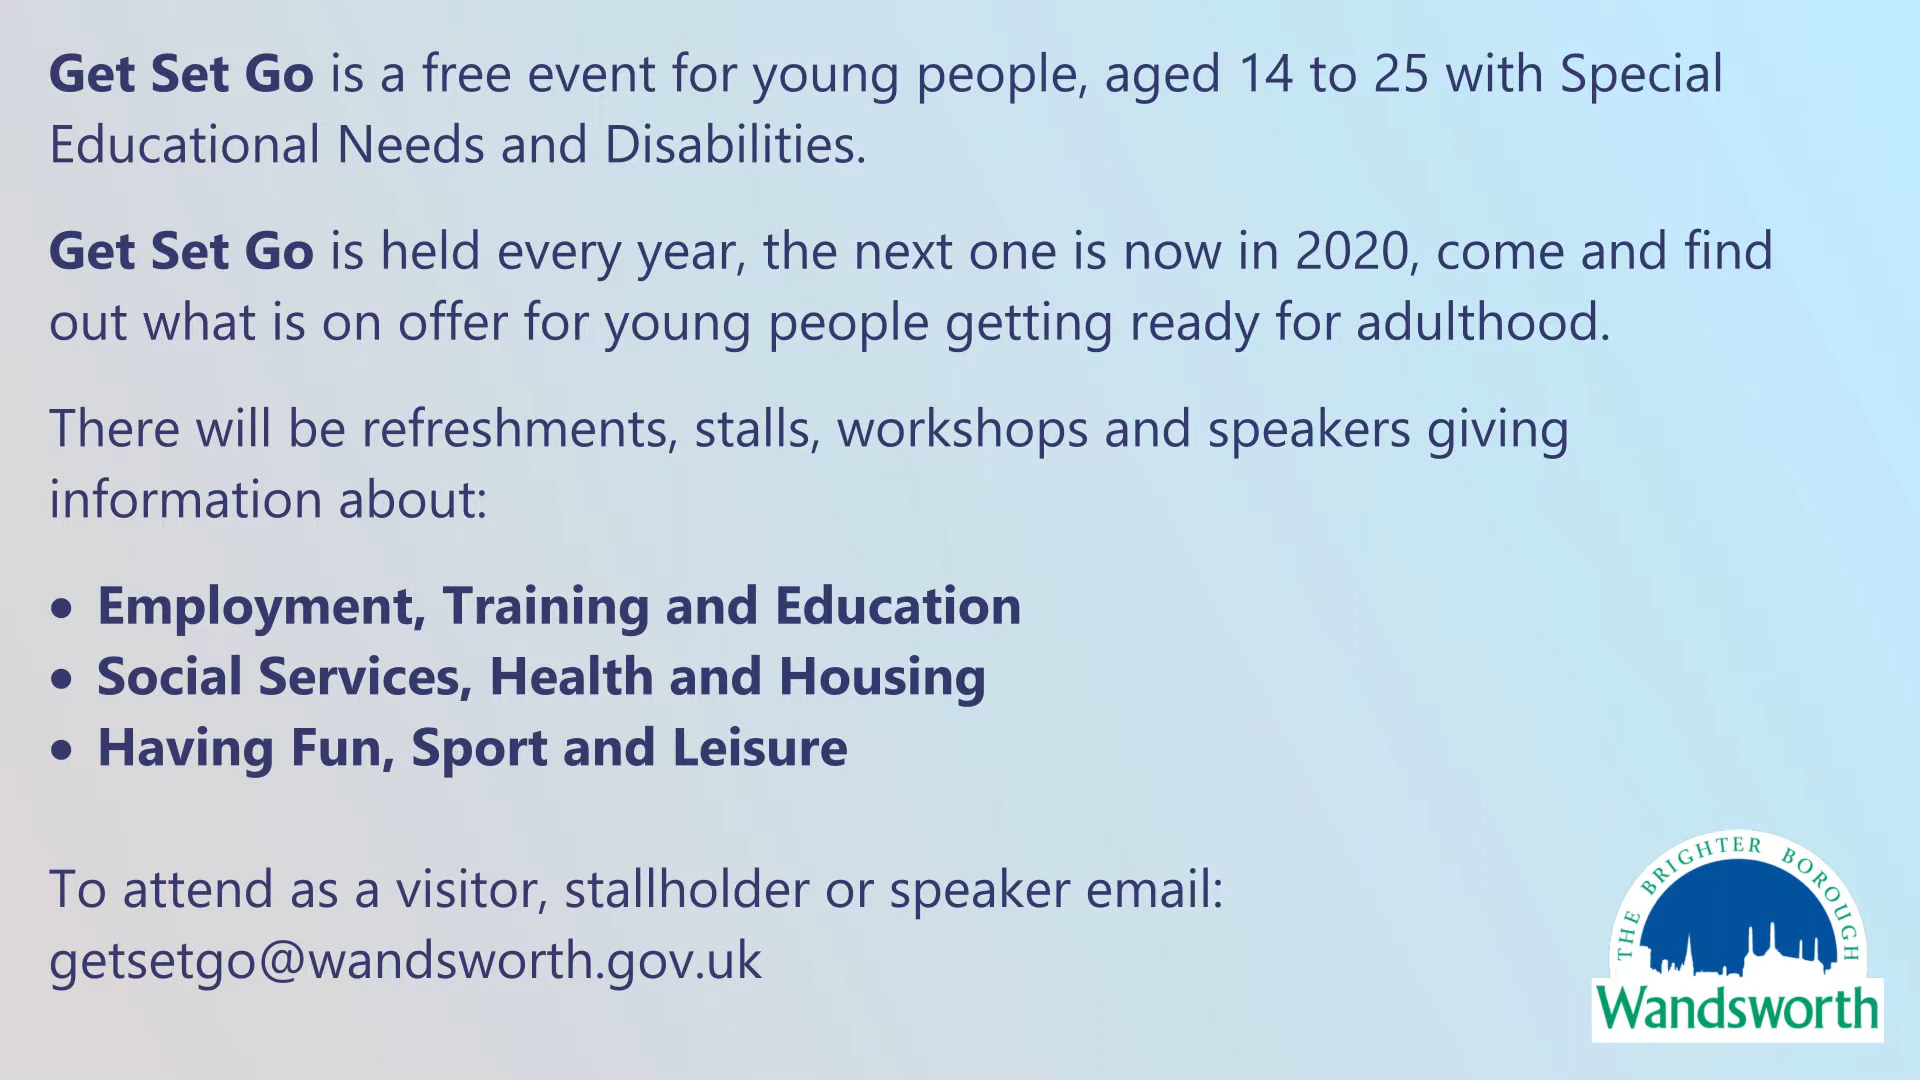 Get Set Go is a free event for young people, aged 14 to 25 with Special
Educational Needs and Disabilities.
Get Set Go is held every year, the next one is now in 2020, come and find
out what is on offer for young people getting ready for adulthood.
There will be refreshments, stalls, workshops and speakers giving
information about:
• Employment, Training and Education
• Social Services, Health and Housing
• Having Fun, Sport and Leisure
To attend as a visitor, stallholder or speaker email:
getsetgo@wandsworth.gov.uk
THE BRIGHTER BOROUGH
Wandsworth